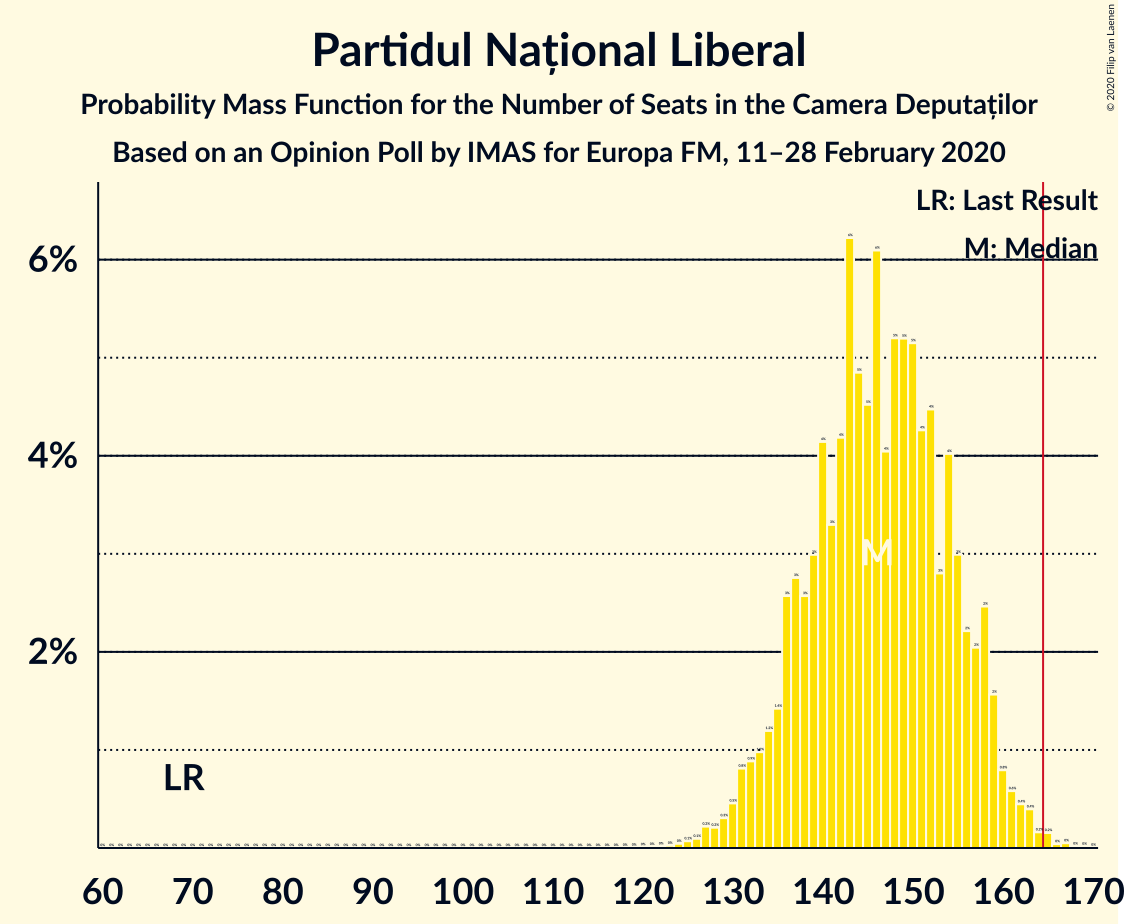 Partidul Național Liberal
Probability Mass Function for the Number of Seats in the Camera Deputaților
Based on an Opinion Poll by IMAS for Europa FM, 11–28 February 2020
© 2020 Filip van Laenen
LR: Last Result
M: Median
6%
4%
2%
M
LR
60 70 80 90 100 110 120 130 140 150 160 170